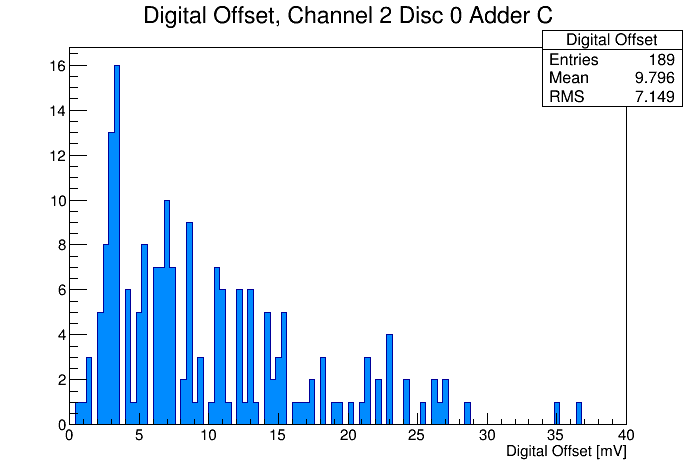 Digital Offset, Channel 2 Disc 0 Adder C
Digital Offset
Entries 189
Mean 9.796
RMS 7.149
16
14
12
10
8
6
4
2
0
0 5 10 15 20 25 30 35 40
Digital Offset [mV]